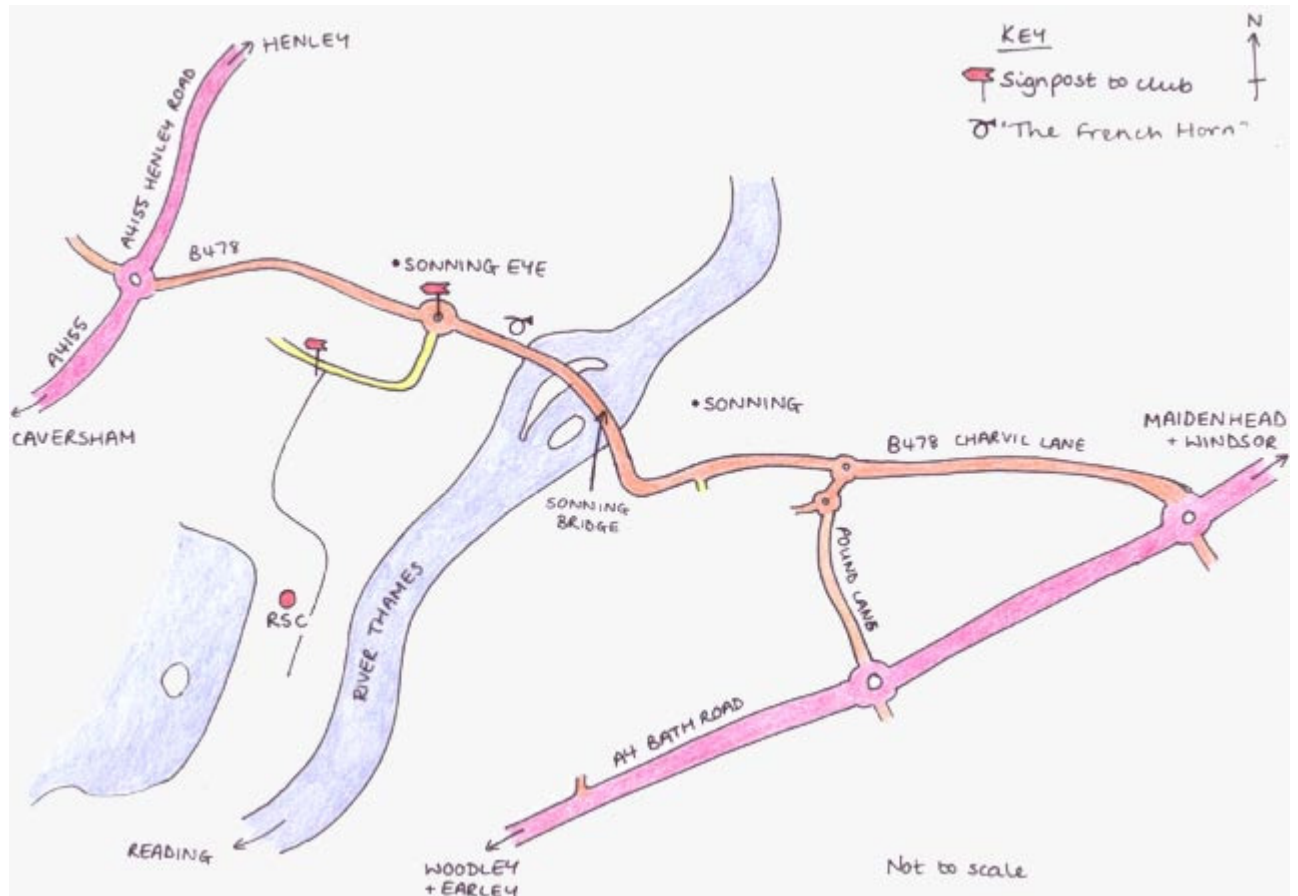 HENLEY
KEY
N
Signpost to club
"The French Horn"
A4155 HENLEY ROAD
B478
SONNING EYE
A4155
SONNING
CAVERSHAM
MAIDENHEAD
+ WINDSOR
B478 CHARVIL LANE
SONNING
BRIDGE
POUND LANE
RSC
RIVER THAMES
A4 BATH ROAD
READING
WOODLEY
+ EARLEY
Not to scale